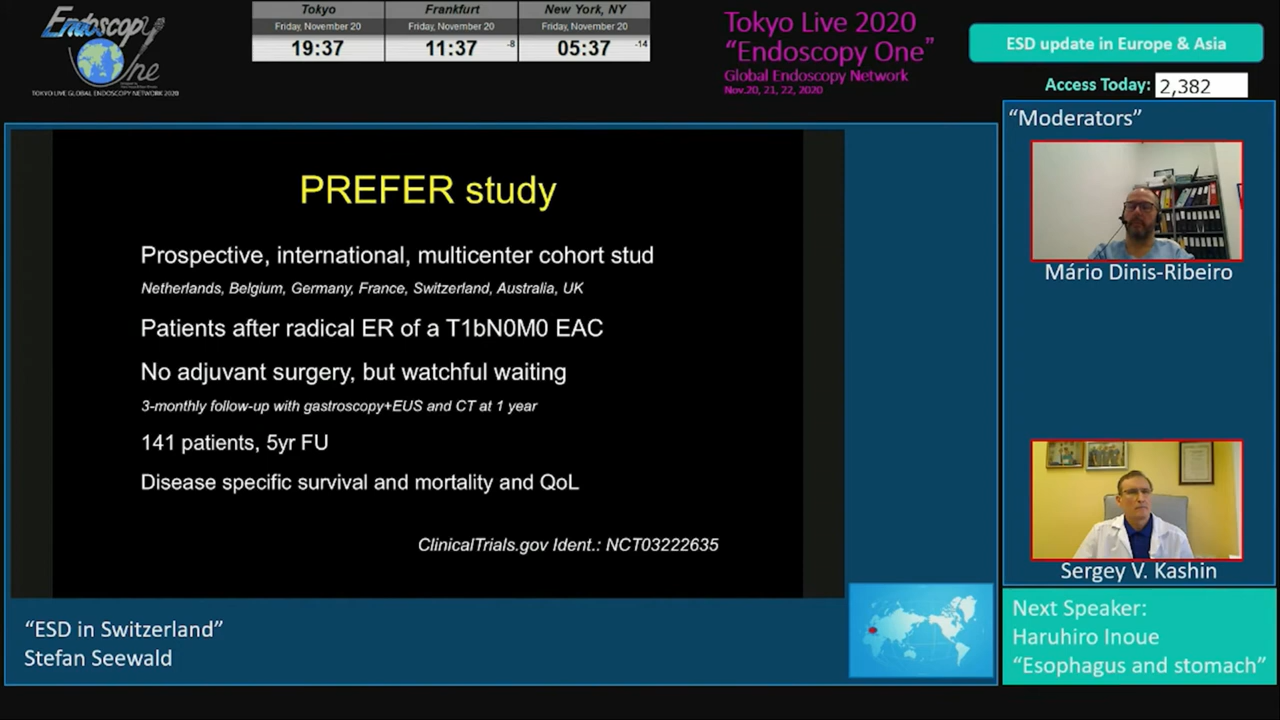 Endoscopy
One
TOKYO LIVE GLOBAL ENDOSCOPY NETWORK 2020
Tokyo
Friday, November 20
19:37
Frankfurt
Friday, November 20
11:37 -8
New York, NY
Friday, November 20
05:37 -14
Tokyo Live 2020
“Endoscopy One”
Global Endoscopy Network
Nov.20, 21, 22, 2020
ESD update in Europe & Asia
Access Today: 2,382
PREFER study
Prospective, international, multicenter cohort stud
Netherlands, Belgium, Germany, France, Switzerland, Australia, UK
Patients after radical ER of a T1bN0M0 EAC
No adjuvant surgery, but watchful waiting
3-monthly follow-up with gastroscopy+EUS and CT at 1 year
141 patients, 5yr FU
Disease specific survival and mortality and QoL
ClinicalTrials.gov Ident.: NCT03222635
“Moderators”
Mário Dinis-Ribeiro
Sergey V. Kashin
“ESD in Switzerland”
Stefan Seewald
Next Speaker:
Haruhiro Inoue
“Esophagus and stomach”